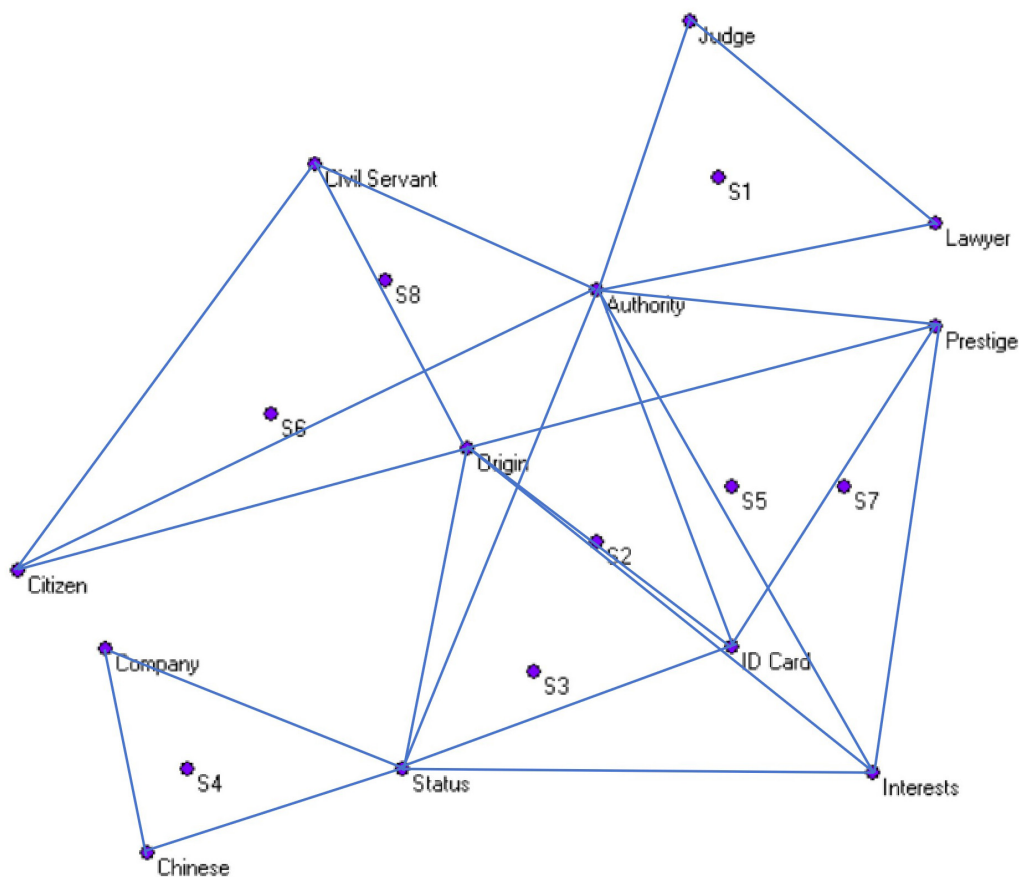 Judge
Civil Servant
S1
Lawyer
S8
Authority
Prestige
S6
Origin
S5
S7
S2
Citizen
Company
ID Card
S3
S4
Status
Interests
Chinese